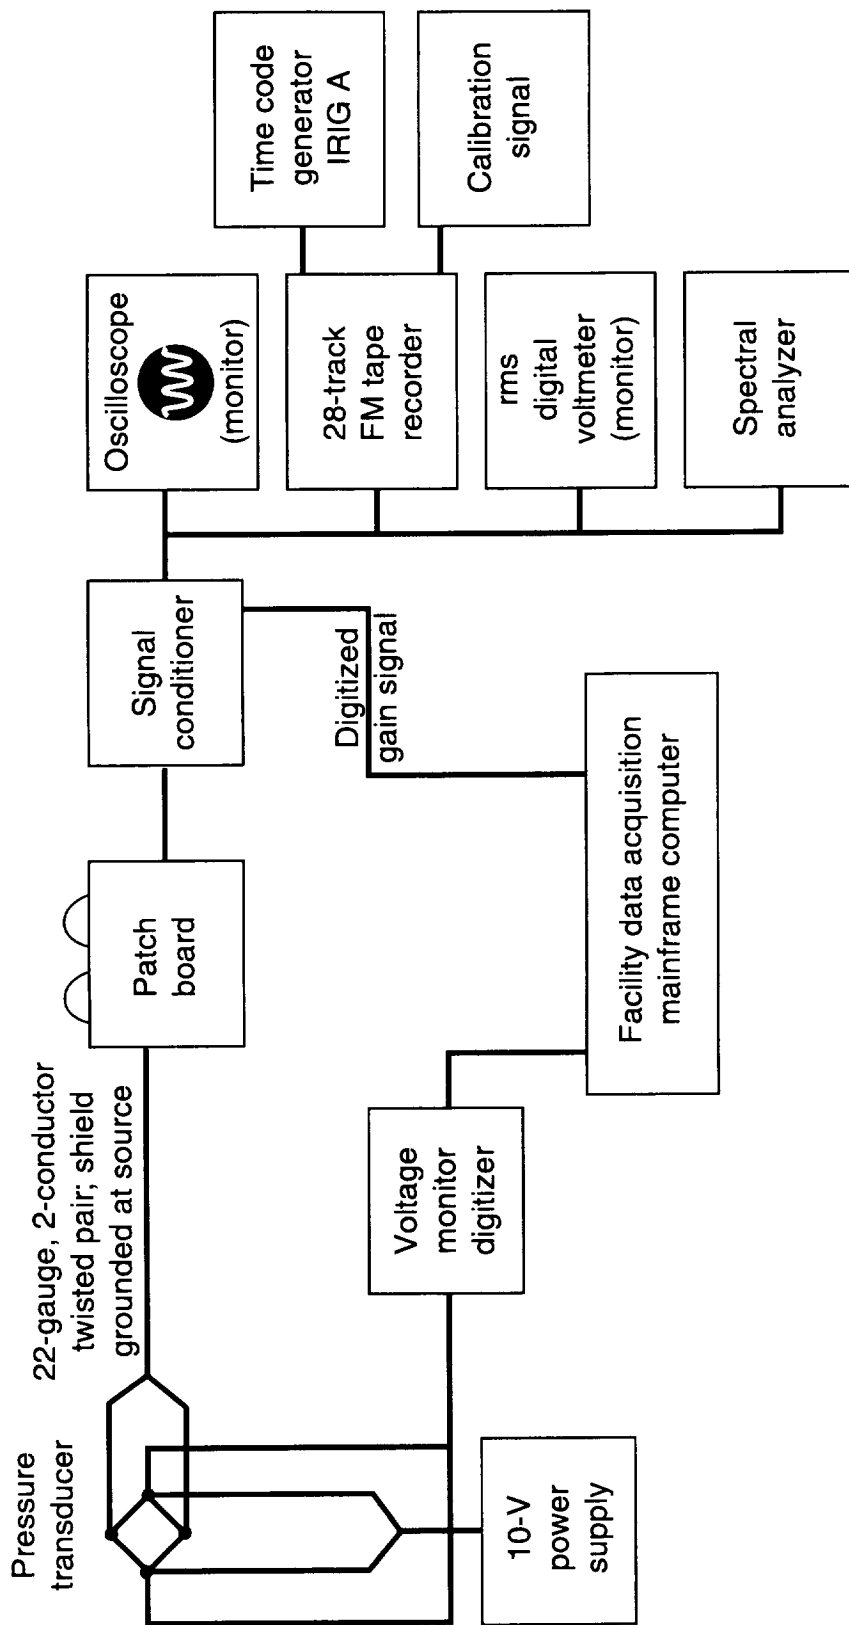 Pressure
transducer
22-gauge, 2-conductor
twisted pair; shield
grounded at source
Patch
board
Signal
conditioner
Oscilloscope
(monitor)
28-track
FM tape
recorder
Time code
generator
IRIG A
Calibration
signal
rms
digital
voltmeter
(monitor)
Spectral
analyzer
Digitized
gain signal
10-V
power
supply
Voltage
monitor
digitizer
Facility data acquisition
mainframe computer